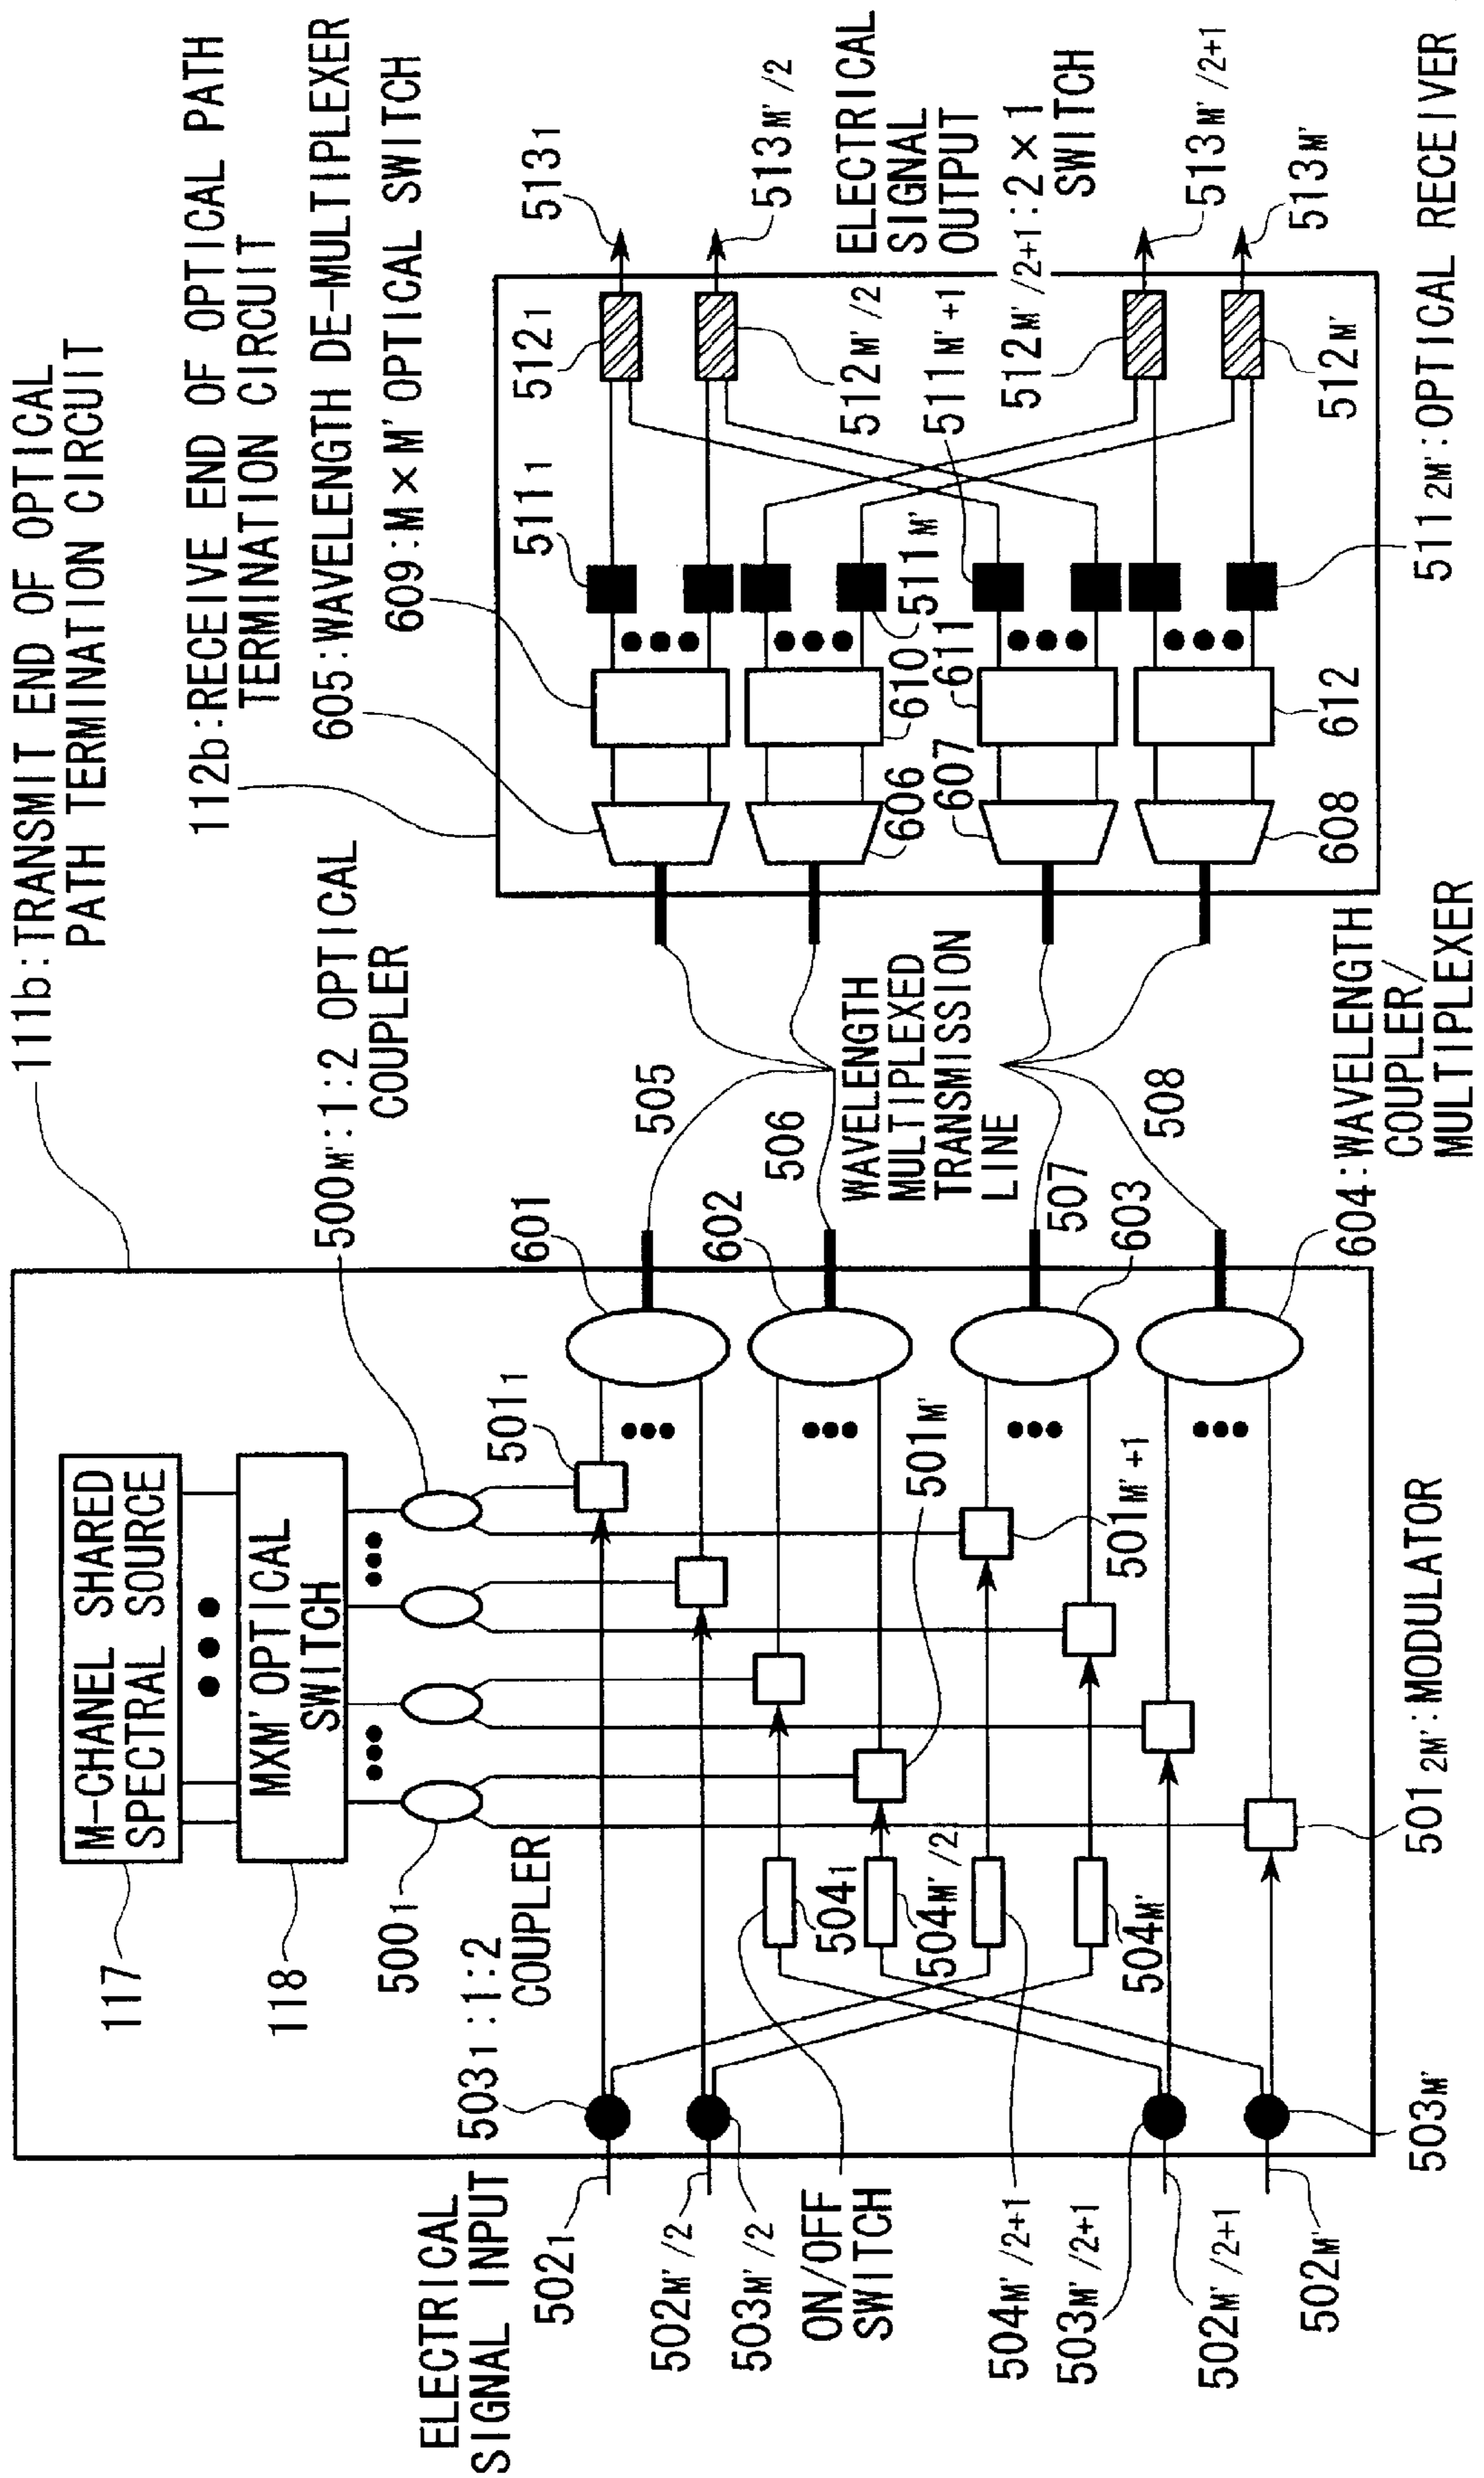 111b:TRANSMIT END OF OPTICAL
PATH TERMINATION CIRCUIT
112b:RECEIVE END OF OPTICAL PATH
TERMINATION CIRCUIT
605:WAVELENGTH DE-MULTIPLEXER
609:M×M'OPTICAL SWITCH
500M':1:2 OPTICAL
COUPLER
M-CHANEL SHARED
SPECTRAL SOURCE
117
MXM'OPTICAL
SWITCH
118
5001
5031:1:2
COUPLER
ELECTRICAL
SIGNAL INPUT
5021
502M'/2
503M'/2
ON/OFF
SWITCH
504M'/2+1
503M'/2+1
502M'/2+1
502M'
503M'
5041
504M'/2
504M'
5011
501M'
501M'+1
5012M':MODULATOR
601
602
603
604:WAVELENGTH
COUPLER/
MULTIPLEXER
505
506
507
508
WAVELENGTH
MULTIPLEXED
TRANSMISSION
LINE
606
607
608
610
611
612
5111
511M'
511M'+1
5112M':OPTICAL RECEIVER
5121
512M'/2
512M'/2+1:2×1
SWITCH
512M'
5131
513M'/2
ELECTRICAL
SIGNAL
OUTPUT
513M'/2+1
513M'